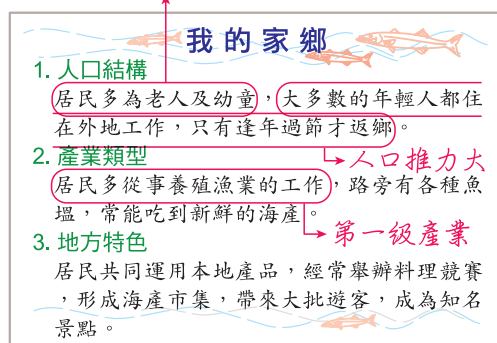 我的家鄉
1. 人口結構
居民多為老人及幼童，大多數的年輕人都住
在外地工作，只有逢年過節才返鄉。
人口推力大
2. 產業類型
居民多從事養殖漁業的工作，路旁有各種魚
塭，常能吃到新鮮的海產。
第一級產業
3. 地方特色
居民共同運用本地產品，經常舉辦料理競賽
，形成海產市集，帶來大批遊客，成為知名
景點。